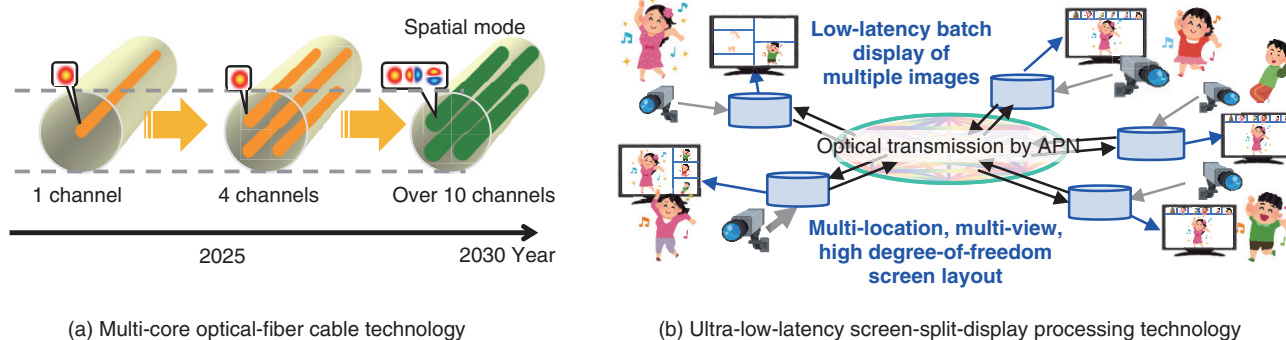 Spatial mode
1 channel
4 channels
Over 10 channels
2025
2030 Year
(a) Multi-core optical-fiber cable technology
Low-latency batch
display of
multiple images
Optical transmission by APN
Multi-location, multi-view,
high degree-of-freedom
screen layout
(b) Ultra-low-latency screen-split-display processing technology